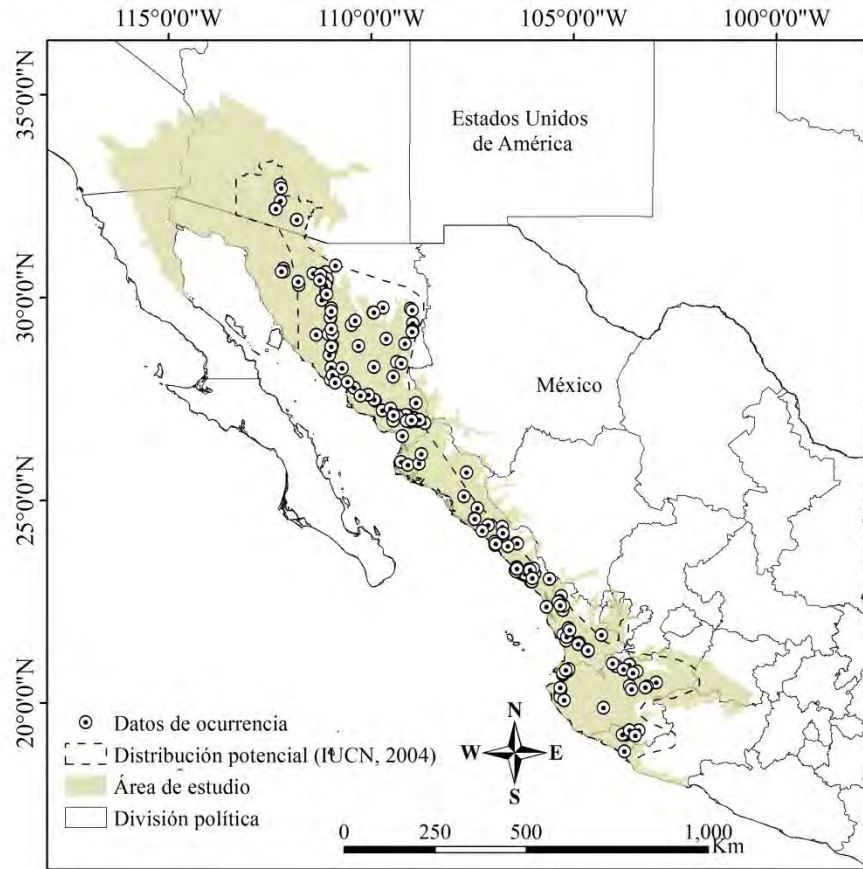 115°0'0"W 110°0'0"W 105°0'0"W 100°0'0"W
35°0'0"N
Estados Unidos
de América
30°0'0"N
México
25°0'0"N
20°0'0"N
Datos de ocurrencia
Distribución potencial (IUCN, 2004)
Área de estudio
División política
N
W E
S
0 250 500 1,000
Km